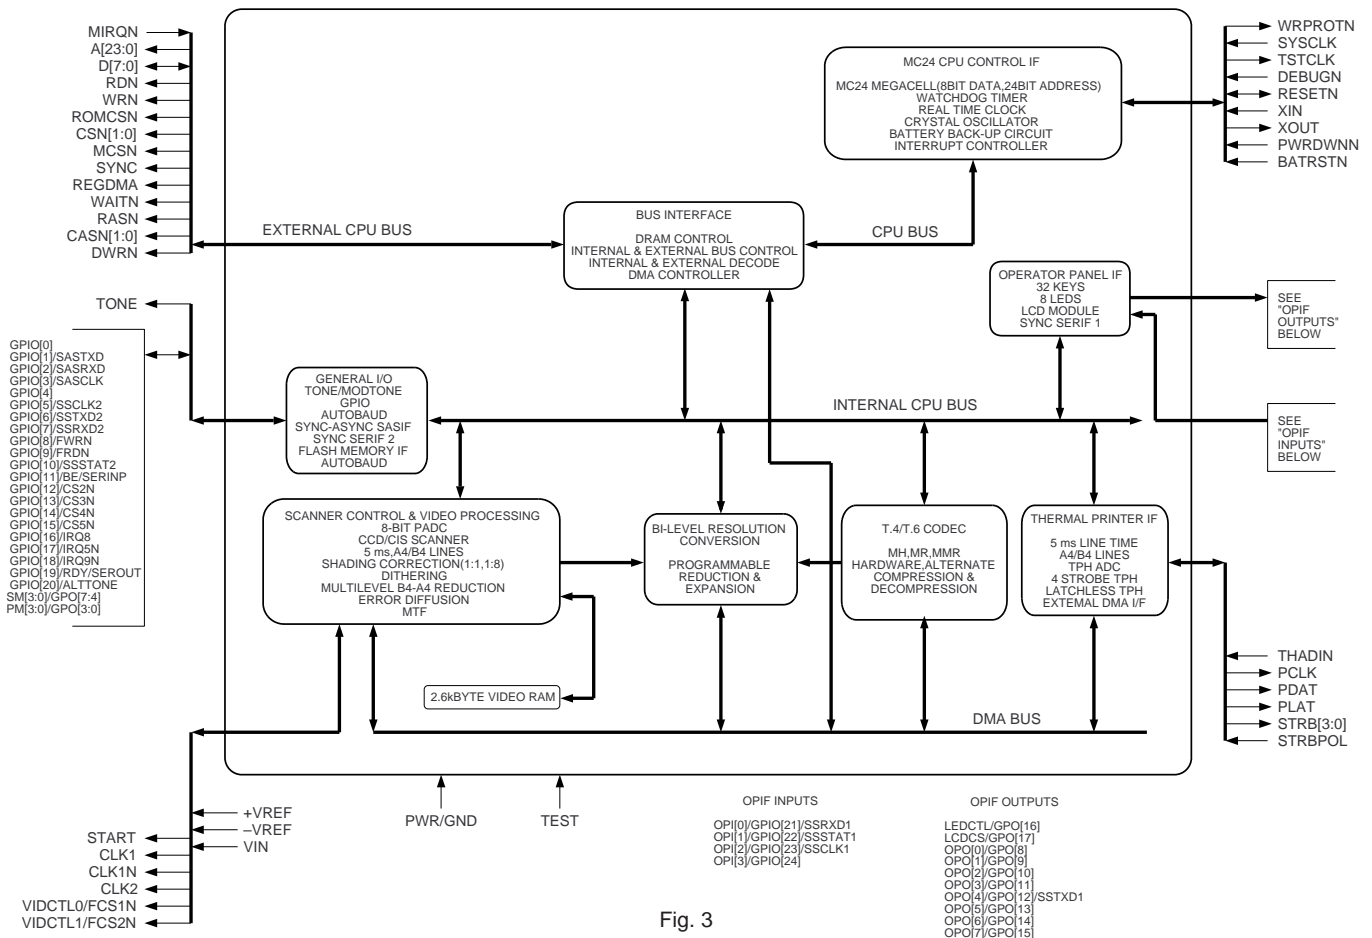 MIRQN
A[23:0]
D[7:0]
RDN
WRN
ROMCSN
CSN[1:0]
MCSN
SYNC
REGDMA
WAITN
RASN
CASN[1:0]
DWRN
EXTERNAL CPU BUS
MC24 CPU CONTROL IF
MC24 MEGACELL(8BIT DATA,24BIT ADDRESS)
WATCHDOG TIMER
REAL TIME CLOCK
CRYSTAL OSCILLATOR
BATTERY BACK-UP CIRCUIT
INTERRUPT CONTROLLER
WRPROTN
SYSCLK
TSTCLK
DEBUGN
RESETN
XIN
XOUT
PWRDWNN
BATRSTN
BUS INTERFACE
DRAM CONTROL
INTERNAL & EXTERNAL BUS CONTROL
INTERNAL & EXTERNAL DECODE
DMA CONTROLLER
CPU BUS
OPERATOR PANEL IF
32 KEYS
8 LEDS
LCD MODULE
SYNC SERIF 1
SEE
"OPIF
OUTPUTS"
BELOW
SEE
"OPIF
INPUTS"
BELOW
TONE
GPIO[0]
GPIO[1]/SASTXD
GPIO[2]/SASRXD
GPIO[3]/SASCLK
GPIO[4]
GPIO[5]/SSCLK2
GPIO[6]/SSTXD2
GPIO[7]/SSRXD2
GPIO[8]/FWRN
GPIO[9]/FRDN
GPIO[10]/SSSTAT2
GPIO[11]/BE/SERINP
GPIO[12]/CS2N
GPIO[13]/CS3N
GPIO[14]/CS4N
GPIO[15]/CS5N
GPIO[16]/IRQ8
GPIO[17]/IRQ5N
GPIO[18]/IRQ9N
GPIO[19]/RDY/SEROUT
GPIO[20]/ALTTONE
SM[3:0]/GPO[7:4]
PM[3:0]/GPO[3:0]
GENERAL I/O
TONE/MODTONE
GPIO
AUTOBAUD
SYNC-ASYNC SASIF
SYNC SERIF 2
FLASH MEMORY IF
AUTOBAUD
INTERNAL CPU BUS
SCANNER CONTROL & VIDEO PROCESSING
8-BIT PADC
CCD/CIS SCANNER
5 ms,A4/B4 LINES
SHADING CORRECTION(1:1,1:8)
DITHERING
MULTILEVEL B4-A4 REDUCTION
ERROR DIFFUSION
MTF
BI-LEVEL RESOLUTION
CONVERSION
PROGRAMMABLE
REDUCTION &
EXPANSION
T.4/T.6 CODEC
MH,MR,MMR
HARDWARE,ALTERNATE
COMPRESSION &
DECOMPRESSION
THERMAL PRINTER IF
5 ms LINE TIME
A4/B4 LINES
TPH ADC
4 STROBE TPH
LATCHLESS TPH
EXTEMAL DMA I/F
2.6kBYTE VIDEO RAM
DMA BUS
THADIN
PCLK
PDAT
PLAT
STRB[3:0]
STRBPOL
+VREF
–VREF
VIN
START
CLK1
CLK1N
CLK2
VIDCTL0/FCS1N
VIDCTL1/FCS2N
PWR/GND
TEST
OPIF INPUTS
OPI[0]/GPIO[21]/SSRXD1
OPI[1]/GPIO[22]/SSSTAT1
OPI[2]/GPIO[23]/SSCLK1
OPI[3]/GPIO[24]
OPIF OUTPUTS
LEDCTL/GPO[16]
LCDCS/GPO[17]
OPO[0]/GPO[8]
OPO[1]/GPO[9]
OPO[2]/GPO[10]
OPO[3]/GPO[11]
OPO[4]/GPO[12]/SSTXD1
OPO[5]/GPO[13]
OPO[6]/GPO[14]
OPO[7]/GPO[15]
Fig. 3